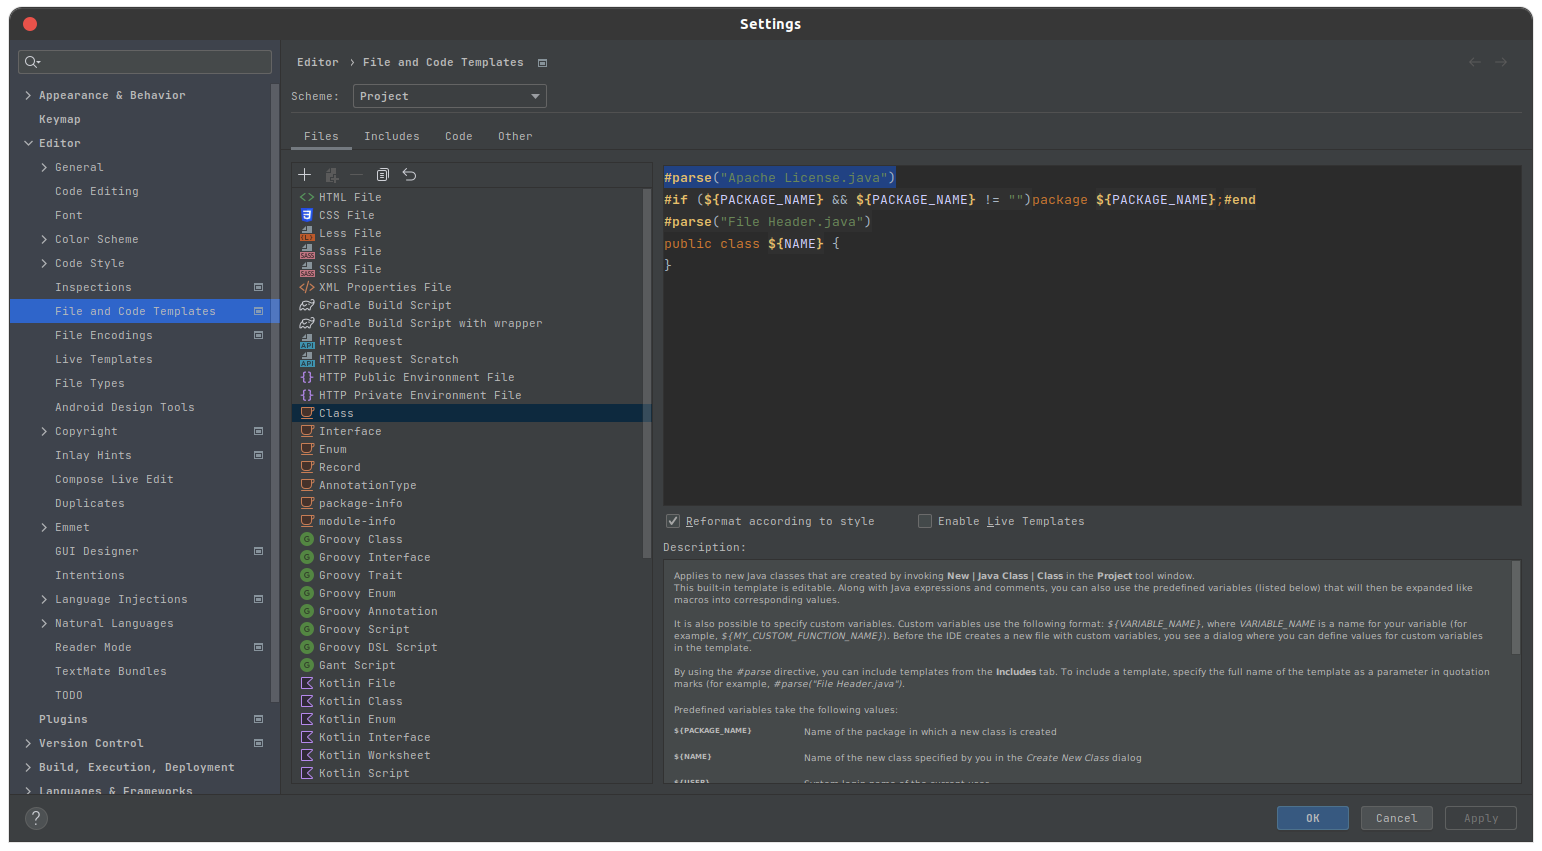 Settings
Appearance & Behavior
Keymap
Editor
General
Code Editing
Font
Color Scheme
Code Style
Inspections
File and Code Templates
File Encodings
Live Templates
File Types
Android Design Tools
Copyright
Inlay Hints
Compose Live Edit
Duplicates
Emmet
GUI Designer
Intentions
Language Injections
Natural Languages
Reader Mode
TextMate Bundles
TODO
Plugins
Version Control
Build, Execution, Deployment
Languages & Frameworks
Editor › File and Code Templates
Scheme: Project
Files Includes Code Other
HTML File
CSS File
Less File
Sass File
SCSS File
XML Properties File
Gradle Build Script
Gradle Build Script with wrapper
HTTP Request
HTTP Request Scratch
HTTP Public Environment File
HTTP Private Environment File
Class
Interface
Enum
Record
AnnotationType
package-info
module-info
Groovy Class
Groovy Interface
Groovy Trait
Groovy Enum
Groovy Annotation
Groovy Script
Groovy DSL Script
Gant Script
Kotlin File
Kotlin Class
Kotlin Enum
Kotlin Interface
Kotlin Worksheet
Kotlin Script
#parse("Apache License.java")
#if (${PACKAGE_NAME} && ${PACKAGE_NAME} != "")package ${PACKAGE_NAME};#end
#parse("File Header.java")
public class ${NAME} {
}
Reformat according to style Enable Live Templates
Description:
Applies to new Java classes that are created by invoking New | Java Class | Class in the Project tool window.
This built-in template is editable. Along with Java expressions and comments, you can also use the predefined variables (listed below) that will then be expanded like
macros into corresponding values.
It is also possible to specify custom variables. Custom variables use the following format: ${VARIABLE_NAME}, where VARIABLE_NAME is a name for your variable (for
example, ${MY_CUSTOM_FUNCTION_NAME}). Before the IDE creates a new file with custom variables, you see a dialog where you can define values for custom variables
in the template.
By using the #parse directive, you can include templates from the Includes tab. To include a template, specify the full name of the template as a parameter in quotation
marks (for example, #parse("File Header.java").
Predefined variables take the following values:
${PACKAGE_NAME} Name of the package in which a new class is created
${NAME} Name of the new class specified by you in the Create New Class dialog
${USER} System login name of the current user
? OK Cancel Apply